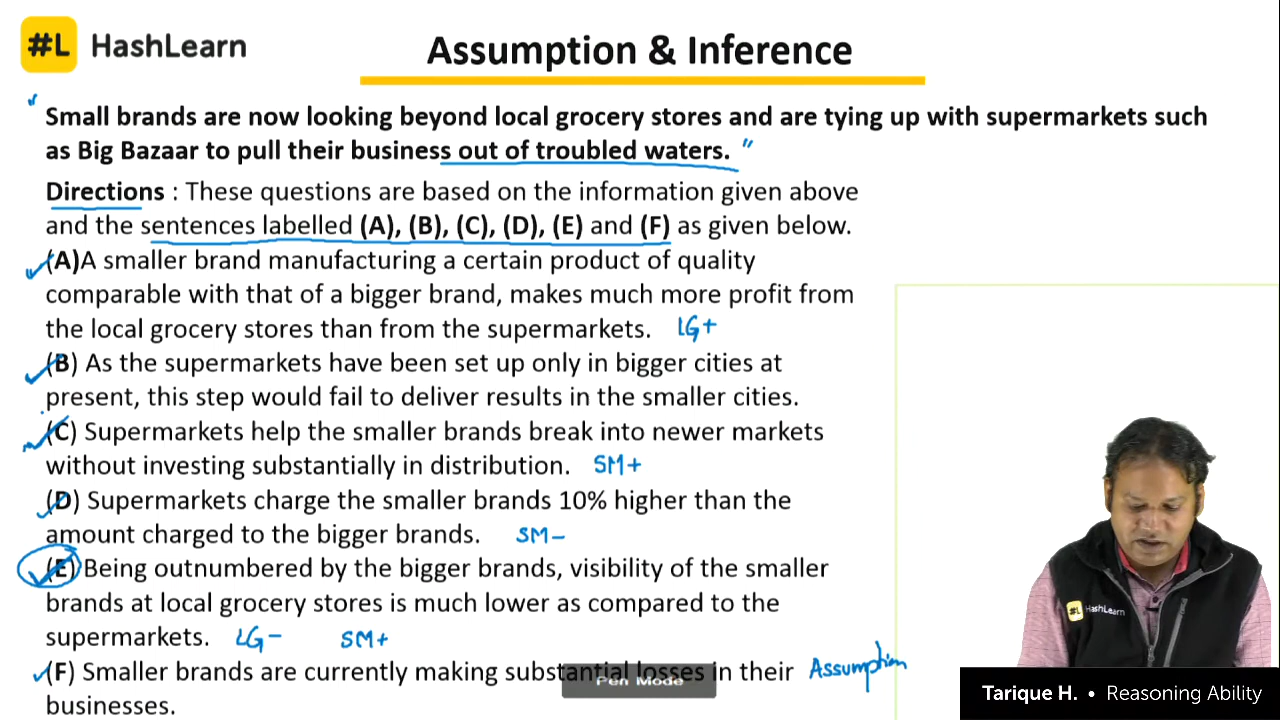 #L HashLearn
Assumption & Inference
Small brands are now looking beyond local grocery stores and are tying up with supermarkets such
as Big Bazaar to pull their business out of troubled waters.
Directions : These questions are based on the information given above
and the sentences labelled (A), (B), (C), (D), (E) and (F) as given below.
(A)A smaller brand manufacturing a certain product of quality
comparable with that of a bigger brand, makes much more profit from
the local grocery stores than from the supermarkets. LG+
(B) As the supermarkets have been set up only in bigger cities at
present, this step would fail to deliver results in the smaller cities.
(C) Supermarkets help the smaller brands break into newer markets
without investing substantially in distribution. SM+
(D) Supermarkets charge the smaller brands 10% higher than the
amount charged to the bigger brands. SM-
(E) Being outnumbered by the bigger brands, visibility of the smaller
brands at local grocery stores is much lower as compared to the
supermarkets. LG- SM+
(F) Smaller brands are currently making substantial losses in their Assumption
businesses.
Pen Mode
#L HashLearn
Tarique H. • Reasoning Ability